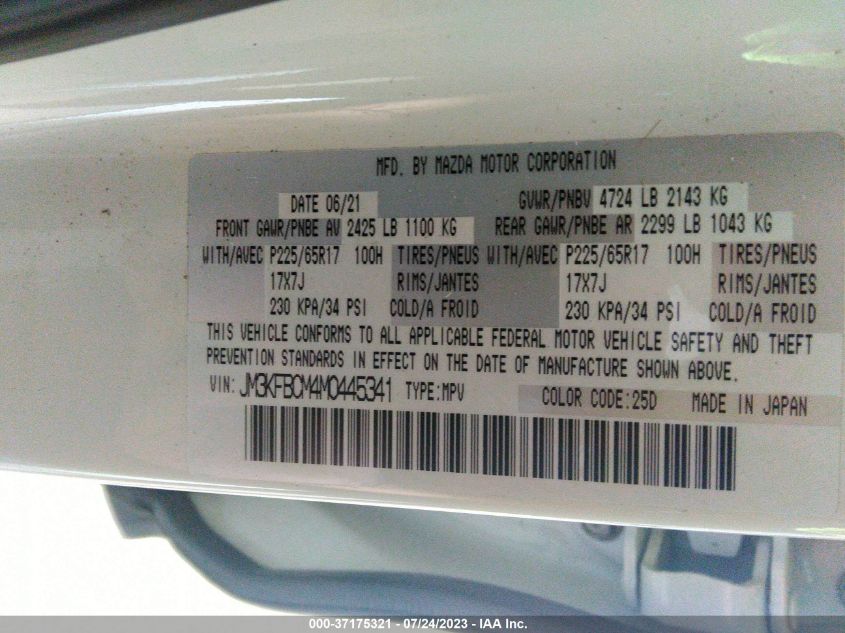 MFD. BY MAZDA MOTOR CORPORATION
DATE 06/21 GVWR/PNBV 4724 LB 2143 KG
FRONT GAWR/PNBE AV 2425 LB 1100 KG REAR GAWR/PNBE AR 2299 LB 1043 KG
WITH/AVEC P225/65R17 100H TIRES/PNEUS WITH/AVEC P225/65R17 100H TIRES/PNEUS
17X7J RIMS/JANTES 17X7J RIMS/JANTES
230 KPA/34 PSI COLD/A FROID 230 KPA/34 PSI COLD/A FROID
THIS VEHICLE CONFORMS TO ALL APPLICABLE FEDERAL MOTOR VEHICLE SAFETY AND THEFT
PREVENTION STANDARDS IN EFFECT ON THE DATE OF MANUFACTURE SHOWN ABOVE.
VIN: JM3KFBCM4M0445341 TYPE:MPV COLOR CODE:25D MADE IN JAPAN
000-37175321 - 07/24/2023 - IAA Inc.